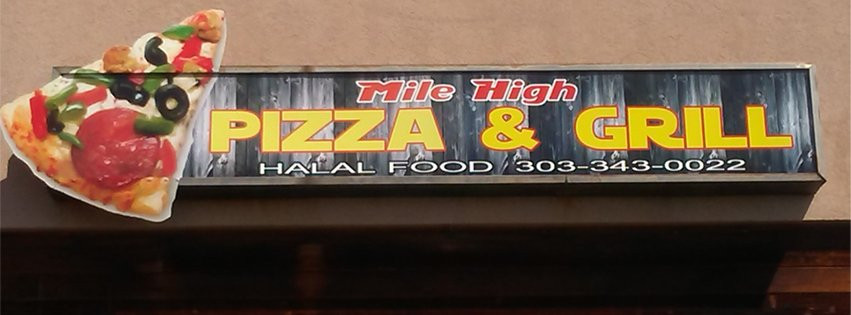 Mile High
PIZZA & GRILL
HALAL FOOD 303-343-0022